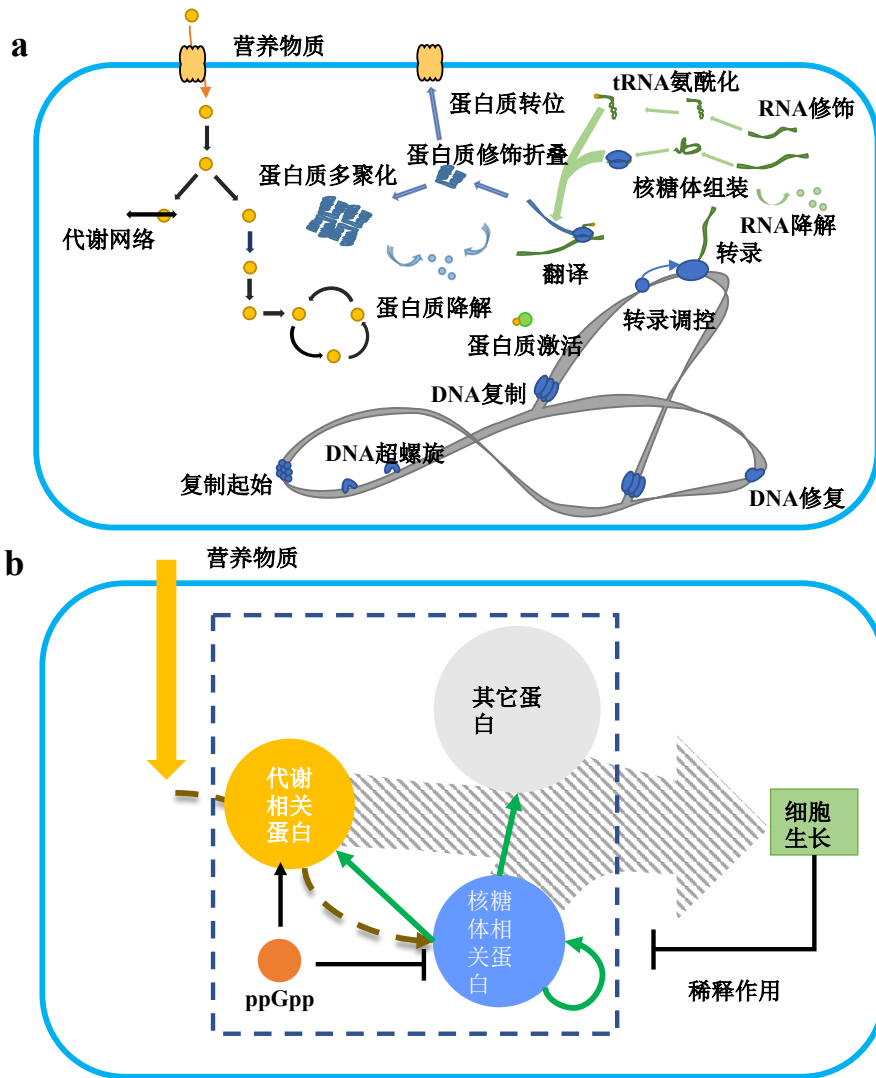 a
营养物质
tRNA氨酰化
蛋白质转位
RNA修饰
蛋白质修饰折叠
蛋白质多聚化
核糖体组装
RNA降解
代谢网络
翻译
转录
蛋白质降解
转录调控
蛋白质激活
DNA复制
DNA超螺旋
复制起始
DNA修复
b
营养物质
其它蛋
白
代谢
相关
蛋白
细胞
生长
核糖
体相
关蛋
白
ppGpp
稀释作用